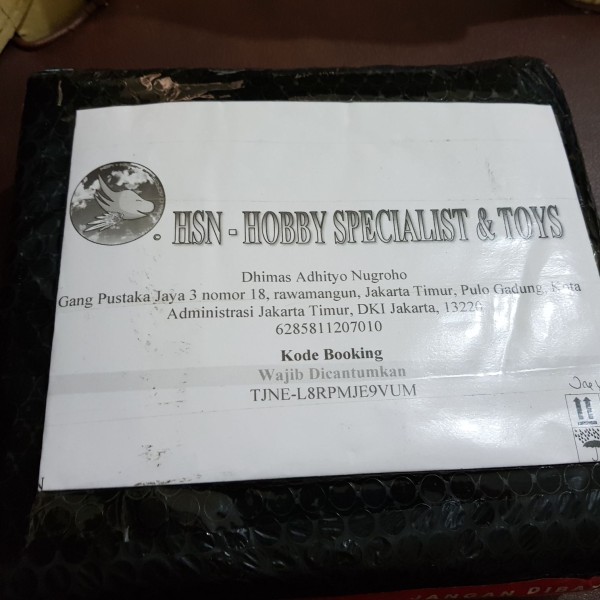 © HSN - HOBBY SPECIALIST & TOYS
Dhimas Adhityo Nugroho
Gang Pustaka Jaya 3 nomor 18, rawamangun, Jakarta Timur, Pulo Gadung, Kota
Administrasi Jakarta Timur, DKI Jakarta, 13220
6285811207010
Kode Booking
Wajib Dicantumkan
TJNE-L8RPMJE9VUM
JANGAN